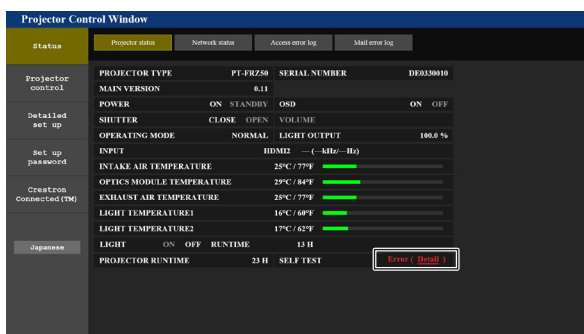 Projector Control Window
Status
Projector status Network status Access error log Mail error log
Projector control
Detailed set up
Set up password
Crestron Connected(TM)
Japanese
PROJECTOR TYPE PT-FRZ50 SERIAL NUMBER DE0330010
MAIN VERSION 0.11
POWER ON STANDBY OSD ON OFF
SHUTTER CLOSE OPEN VOLUME
OPERATING MODE NORMAL LIGHT OUTPUT 100.0 %
INPUT HDMI2 —(—kHz/—Hz)
INTAKE AIR TEMPERATURE 25°C / 77°F
OPTICS MODULE TEMPERATURE 29°C / 84°F
EXHAUST AIR TEMPERATURE 25°C / 77°F
LIGHT TEMPERATURE1 16°C / 60°F
LIGHT TEMPERATURE2 17°C / 62°F
LIGHT ON OFF RUNTIME 13 H
PROJECTOR RUNTIME 23 H SELF TEST Error ( Detail )